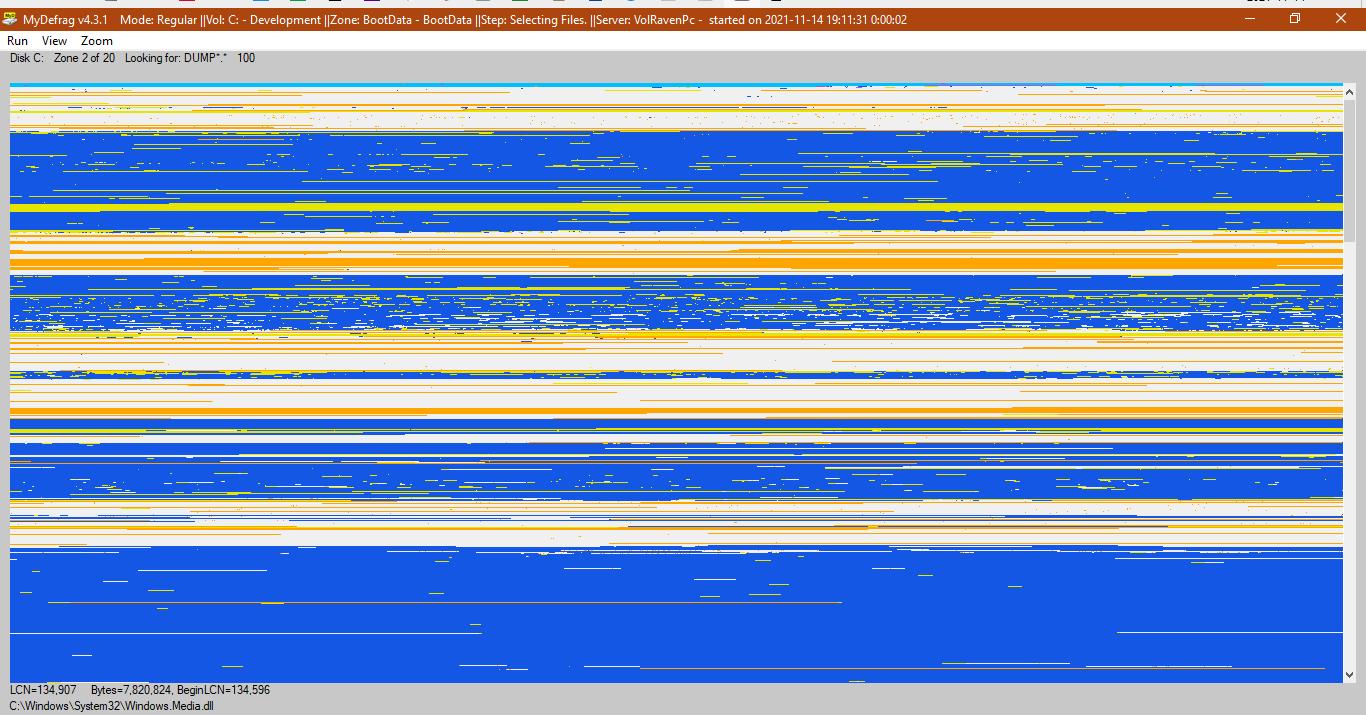 MyDefrag v4.3.1 Mode: Regular ||Vol: C: - Development ||Zone: BootData - BootData ||Step: Selecting Files. ||Server: VolRavenPc - started on 2021-11-14 19:11:31 0:00:02
Run View Zoom
Disk C: Zone 2 of 20 Looking for: DUMP*.* 100
LCN=134,907 Bytes=7,820,824, BeginLCN=134,596
C:\Windows\System32\Windows.Media.dll